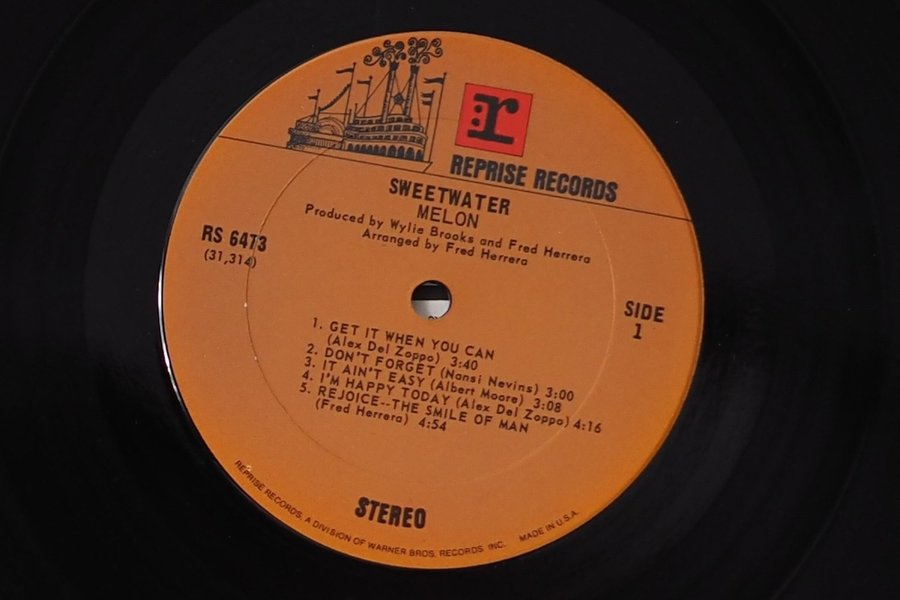 :r
REPRISE RECORDS
SWEETWATER
MELON
Produced by Wylie Brooks and Fred Herrera
Arranged by Fred Herrera
RS 6473
(31,314)
SIDE
1
1. GET IT WHEN YOU CAN
(Alex Del Zoppo) 3:40
2. DON'T FORGET (Nansi Nevins) 3:00
3. IT AIN'T EASY (Albert Moore) 3:08
4. I'M HAPPY TODAY (Alex Del Zoppo) 4:16
5. REJOICE--THE SMILE OF MAN
(Fred Herrera) 4:54
STEREO
REPRISE RECORDS, A DIVISION OF WARNER BROS. RECORDS INC. MADE IN U.S.A.